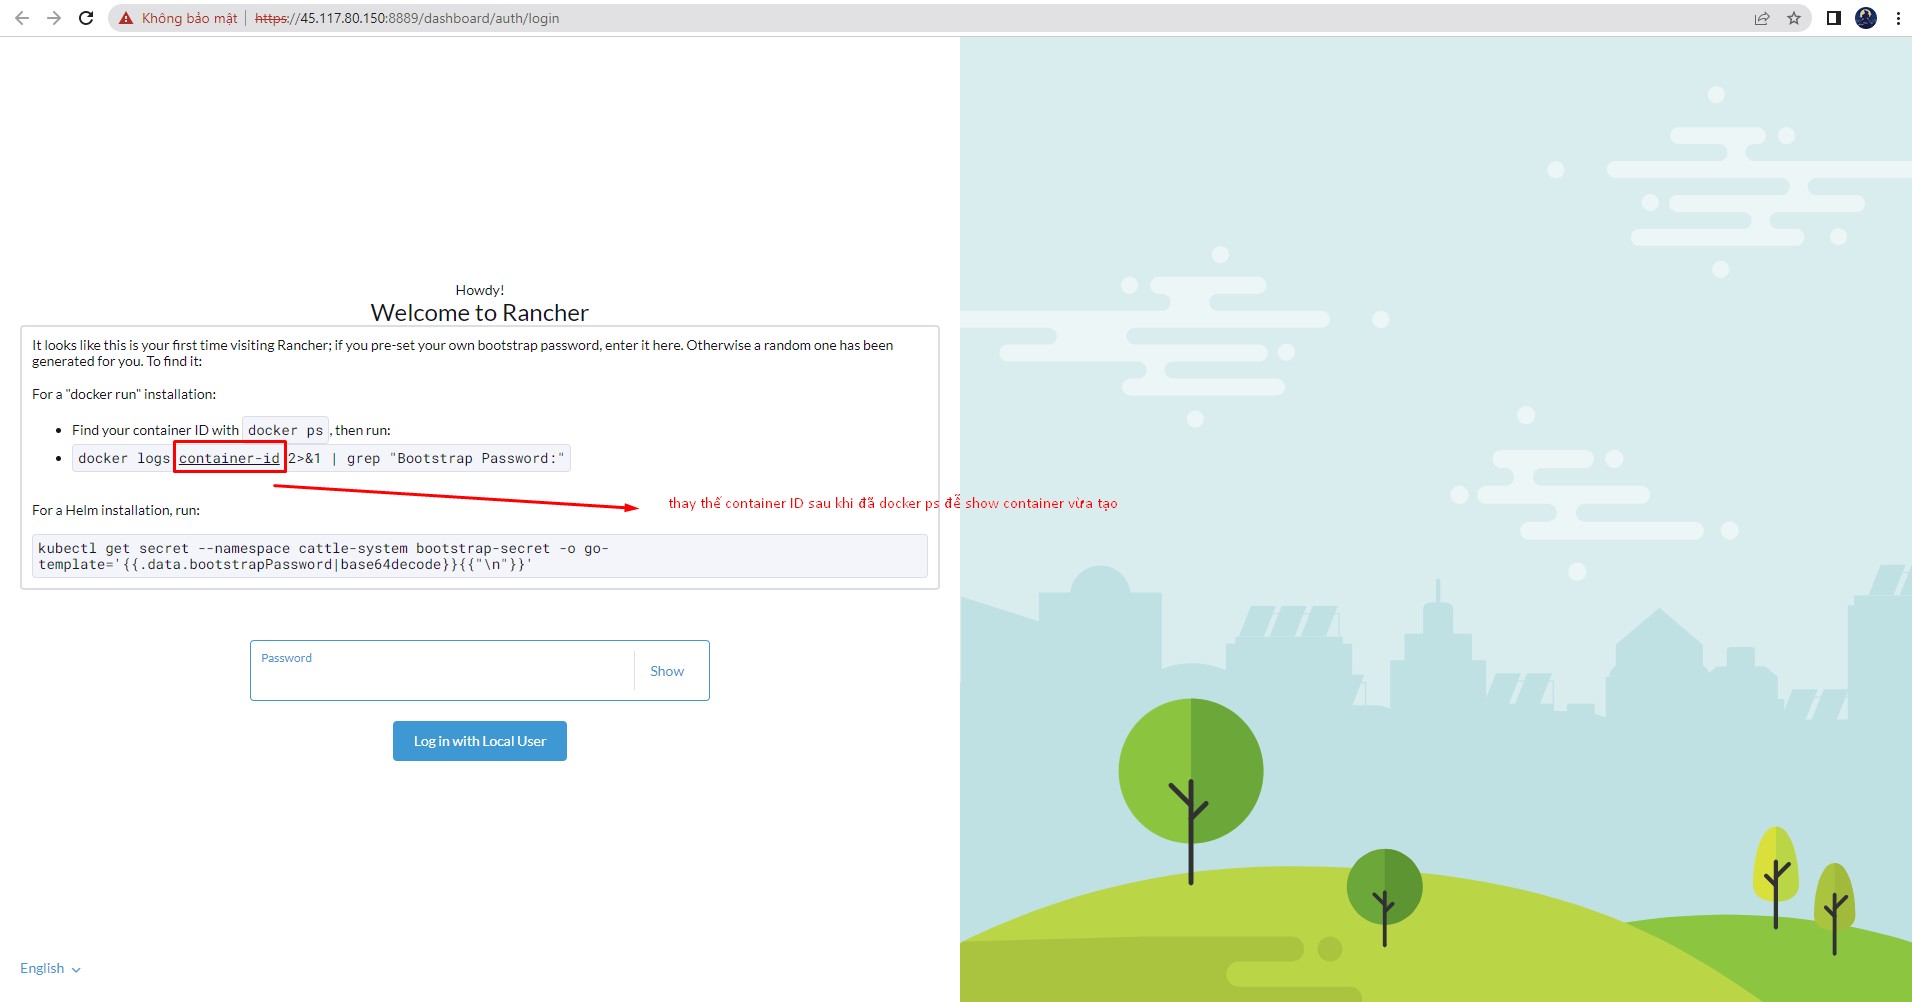 Không bảo mật
https://45.117.80.150:8889/dashboard/auth/login
Howdy!
Welcome to Rancher
It looks like this is your first time visiting Rancher; if you pre-set your own bootstrap password, enter it here. Otherwise a random one has been
generated for you. To find it:
For a "docker run" installation:
Find your container ID with docker ps, then run:
docker logs container-id 2>&1 | grep "Bootstrap Password:"
thay thế container ID sau khi đã docker ps để show container vừa tạo
For a Helm installation, run:
kubectl get secret --namespace cattle-system bootstrap-secret -o go-
template='{{.data.bootstrapPassword|base64decode}}{{"\n"}}'
Password
Show
Log in with Local User
English